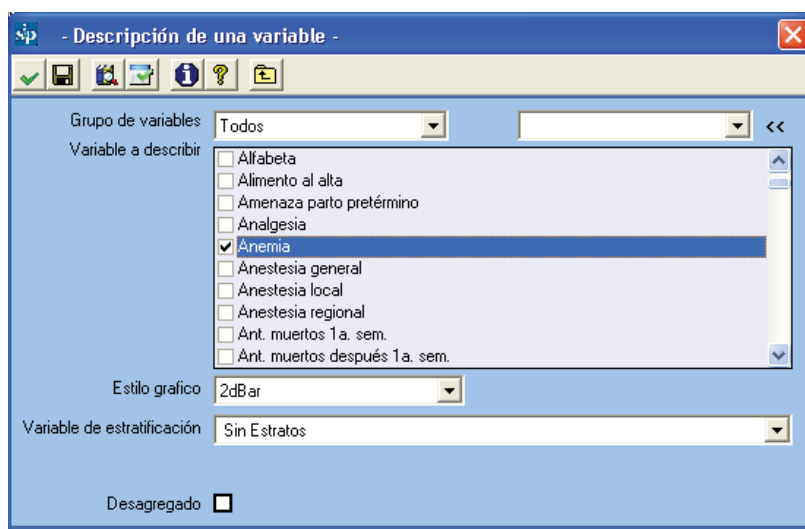 sip - Descripción de una variable -
Grupo de variables Todos <<
Variable a describir
Alfabeta
Alimento al alta
Amenaza parto pretérmino
Analgesia
Anemia
Anestesia general
Anestesia local
Anestesia regional
Ant. muertos 1a. sem.
Ant. muertos después 1a. sem.
Estilo grafico 2dBar
Variable de estratificación Sin Estratos
Desagregado